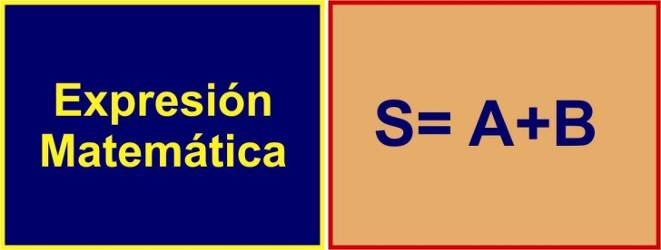 Expresión
Matemática
S= A+B